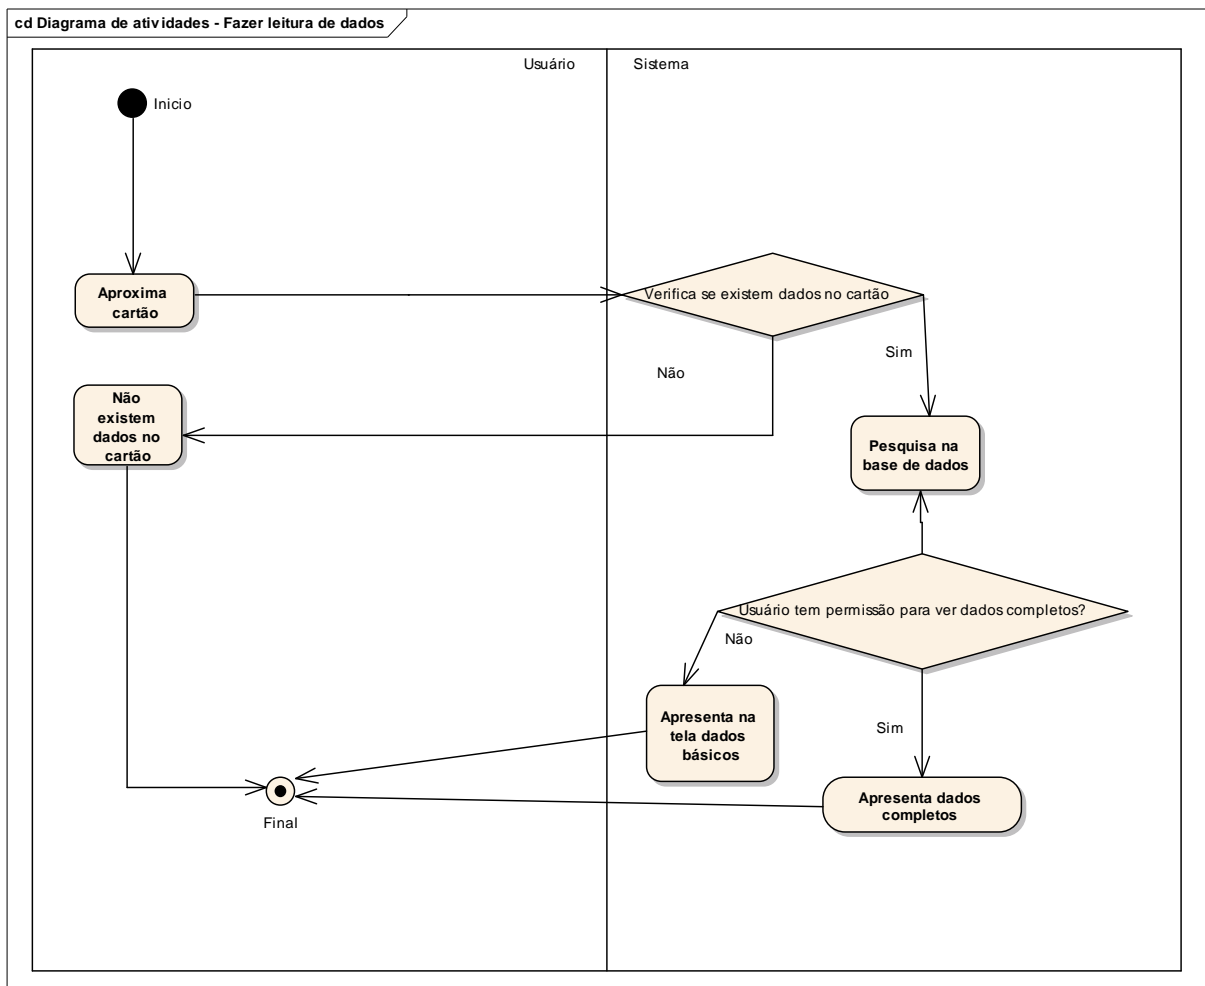 cd Diagrama de atividades - Fazer leitura de dados
Usuário
Sistema
Inicio
Aproxima
cartão
Verifica se existem dados no cartão
Sim
Não
Não
existem
dados no
cartão
Pesquisa na
base de dados
Usuário tem permissão para ver dados completos?
Não
Apresenta na
tela dados
básicos
Sim
Apresenta dados
completos
Final